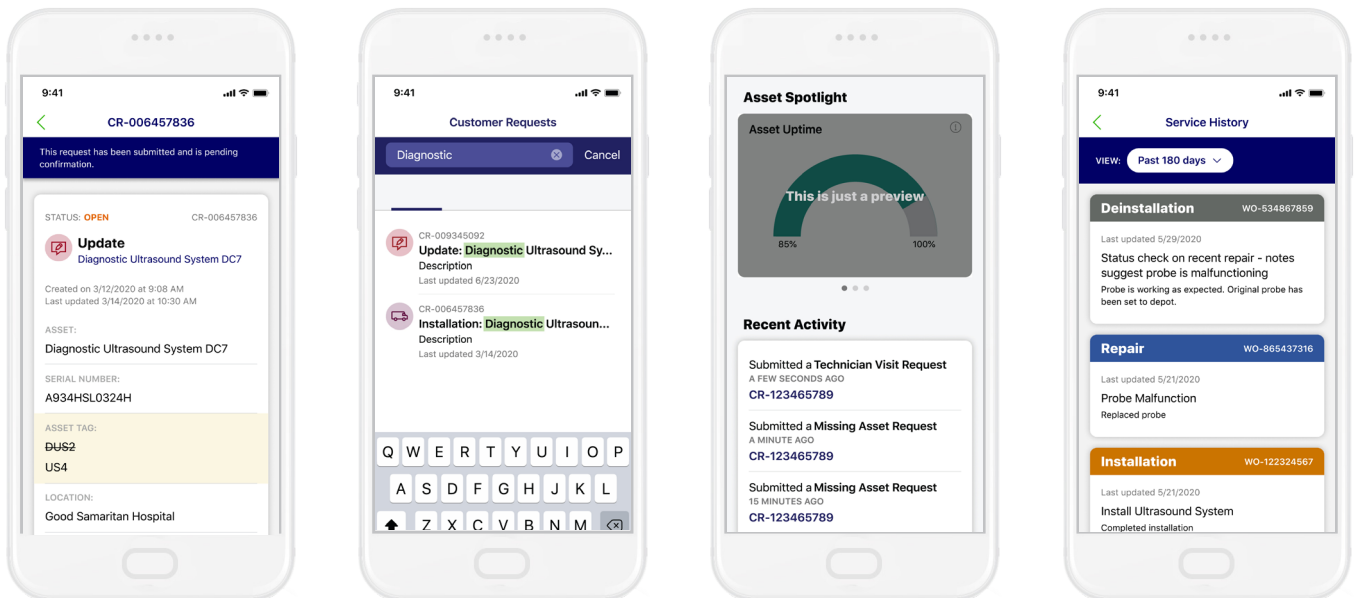 9:41
CR-006457836
This request has been submitted and is pending
confirmation.
STATUS: OPEN
CR-006457836
Update
Diagnostic Ultrasound System DC7
Created on 3/12/2020 at 9:08 AM
Last updated 3/14/2020 at 10:30 AM
ASSET:
Diagnostic Ultrasound System DC7
SERIAL NUMBER:
A934HSL0324H
ASSET TAG:
DUS2
US4
LOCATION:
Good Samaritan Hospital
9:41
Customer Requests
Diagnostic
Cancel
CR-009345092
Update: Diagnostic Ultrasound Sy...
Description
Last updated 6/23/2020
CR-006457836
Installation: Diagnostic Ultrasoun...
Description
Last updated 3/14/2020
Q W E R T Y U I O P
A S D F G H J K L
Z X C V B N M
Asset Spotlight
Asset Uptime
This is just a preview
85%
100%
Recent Activity
Submitted a Technician Visit Request
A FEW SECONDS AGO
CR-123465789
Submitted a Missing Asset Request
A MINUTE AGO
CR-123465789
Submitted a Missing Asset Request
15 MINUTES AGO
CR-123465789
9:41
Service History
VIEW:
Past 180 days
Deinstallation
WO-534867859
Last updated 5/29/2020
Status check on recent repair - notes
suggest probe is malfunctioning
Probe is working as expected. Original probe has
been set to depot.
Repair
WO-865437316
Last updated 5/21/2020
Probe Malfunction
Replaced probe
Installation
WO-122324567
Last updated 5/21/2020
Install Ultrasound System
Completed installation